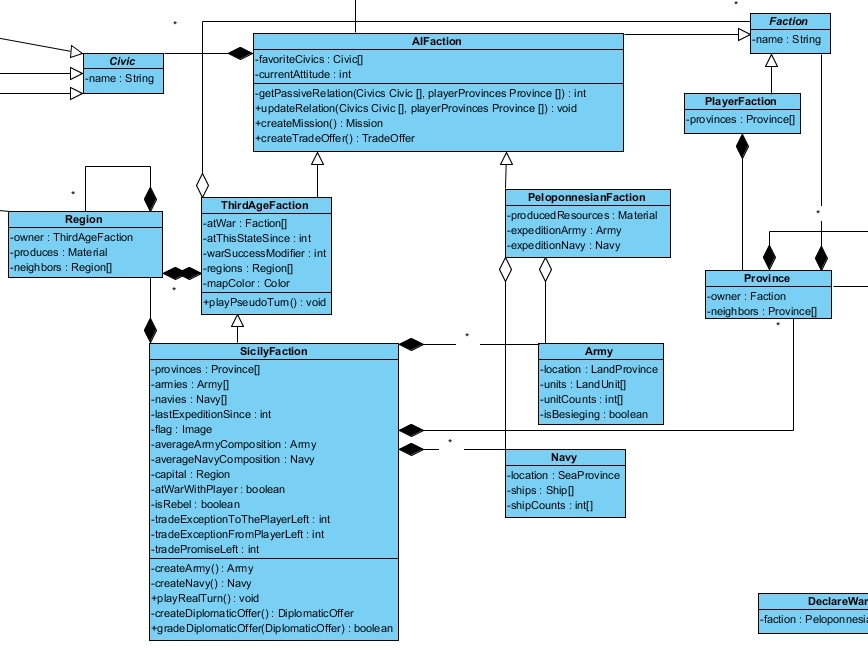 *
*
Faction
-name : String
Civic
-name : String
AIFaction
-favoriteCivics : Civic[]
-currentAttitude : int
-getPassiveRelation(Civics Civic [], playerProvinces Province []) : int
+updateRelation(Civics Civic [], playerProvinces Province []) : void
+createMission() : Mission
+createTradeOffer() : TradeOffer
PlayerFaction
-provinces : Province[]
*
Region
-owner : ThirdAgeFaction
-produces : Material
-neighbors : Region[]
*
ThirdAgeFaction
-atWar : Faction[]
-atThisStateSince : int
-warSuccessModifier : int
-regions : Region[]
-mapColor : Color
+playPseudoTurn() : void
PeloponnesianFaction
-producedResources : Material
-expeditionArmy : Army
-expeditionNavy : Navy
*
Province
-owner : Faction
-neighbors : Province[]
*
SicilyFaction
-provinces : Province[]
-armies : Army[]
-navies : Navy[]
-lastExpeditionSince : int
-flag : Image
-averageArmyComposition : Army
-averageNavyComposition : Navy
-capital : Region
-atWarWithPlayer : boolean
-isRebel : boolean
-tradeExceptionToThePlayerLeft : int
-tradeExceptionFromPlayerLeft : int
-tradePromiseLeft : int
-createArmy() : Army
-createNavy() : Navy
+playRealTurn() : void
-createDiplomaticOffer() : DiplomaticOffer
+gradeDiplomaticOffer(DiplomaticOffer) : boolean
*
Army
-location : LandProvince
-units : LandUnit[]
-unitCounts : int[]
-isBesieging : boolean
*
Navy
-location : SeaProvince
-ships : Ship[]
-shipCounts : int[]
DeclareWar
-faction : Peloponnesia